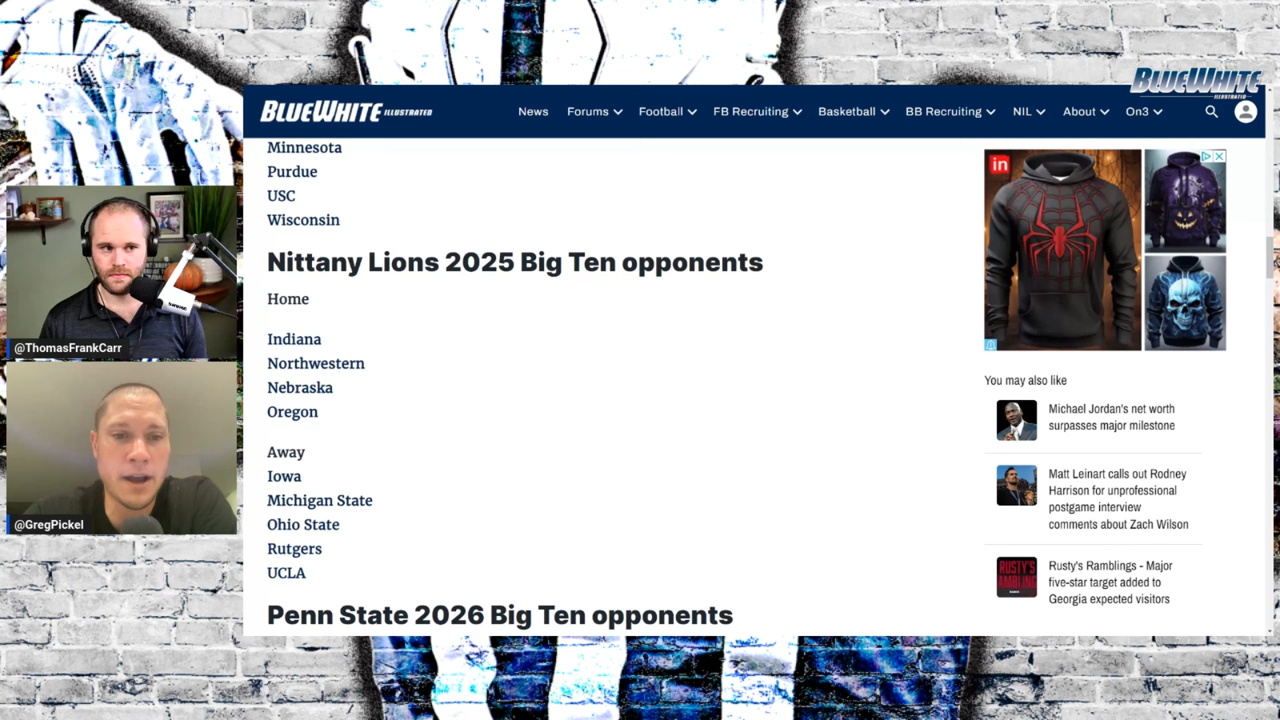 BLUEWHITE
ILLUSTRATED
BLUEWHITE ILLUSTRATED
News Forums Football FB Recruiting Basketball BB Recruiting NIL About On3
Minnesota
Purdue
USC
Wisconsin
Nittany Lions 2025 Big Ten opponents
Home
Indiana
Northwestern
Nebraska
Oregon
Away
Iowa
Michigan State
Ohio State
Rutgers
UCLA
Penn State 2026 Big Ten opponents
in
You may also like
Michael Jordan's net worth
surpasses major milestone
Matt Leinart calls out Rodney
Harrison for unprofessional
postgame interview
comments about Zach Wilson
RUSTY'S
RAMBLING
Rusty's Ramblings - Major
five-star target added to
Georgia expected visitors
SHURE
@ThomasFrankCarr
@GregPickel